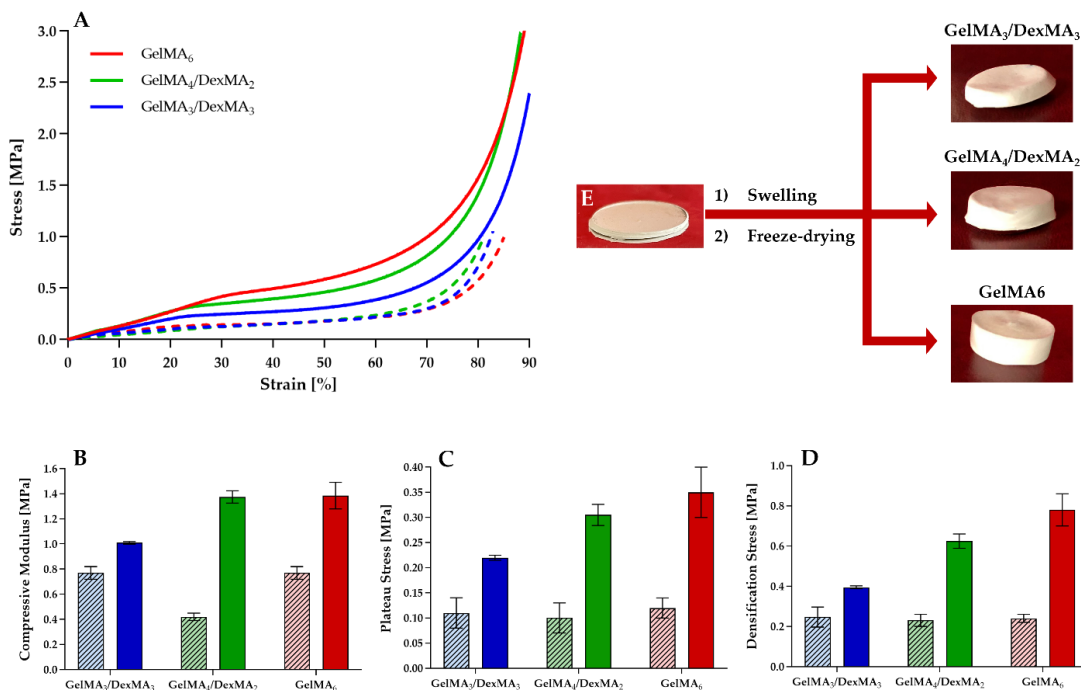 A
GelMA6
GelMA4/DexMA2
GelMA3/DexMA3
Stress [MPa]
3.0
2.5
2.0
1.5
1.0
0.5
0.0
0 10 20 30 40 50 60 70 80 90
Strain [%]
E
1) Swelling
2) Freeze-drying
GelMA3/DexMA3
GelMA4/DexMA2
GelMA6
B
Compressive Modulus [MPa]
1.6
1.4
1.2
1.0
0.8
0.6
0.4
0.2
0.0
GelMA3/DexMA3 GelMA4/DexMA2 GelMA6
C
Plateau Stress [MPa]
0.40
0.35
0.30
0.25
0.20
0.15
0.10
0.05
0.00
GelMA3/DexMA3 GelMA4/DexMA2 GelMA6
D
Densification Stress [MPa]
1.0
0.8
0.6
0.4
0.2
0.0
GelMA3/DexMA3 GelMA4/DexMA2 GelMA6